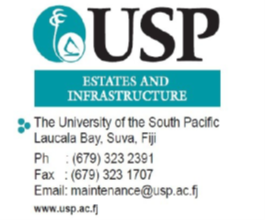 USP
ESTATES AND
INFRASTRUCTURE
The University of the South Pacific
Laucala Bay, Suva, Fiji
Ph : (679) 323 2391
Fax : (679) 323 1707
Email: maintenance@usp.ac.fj
www.usp.ac.fj